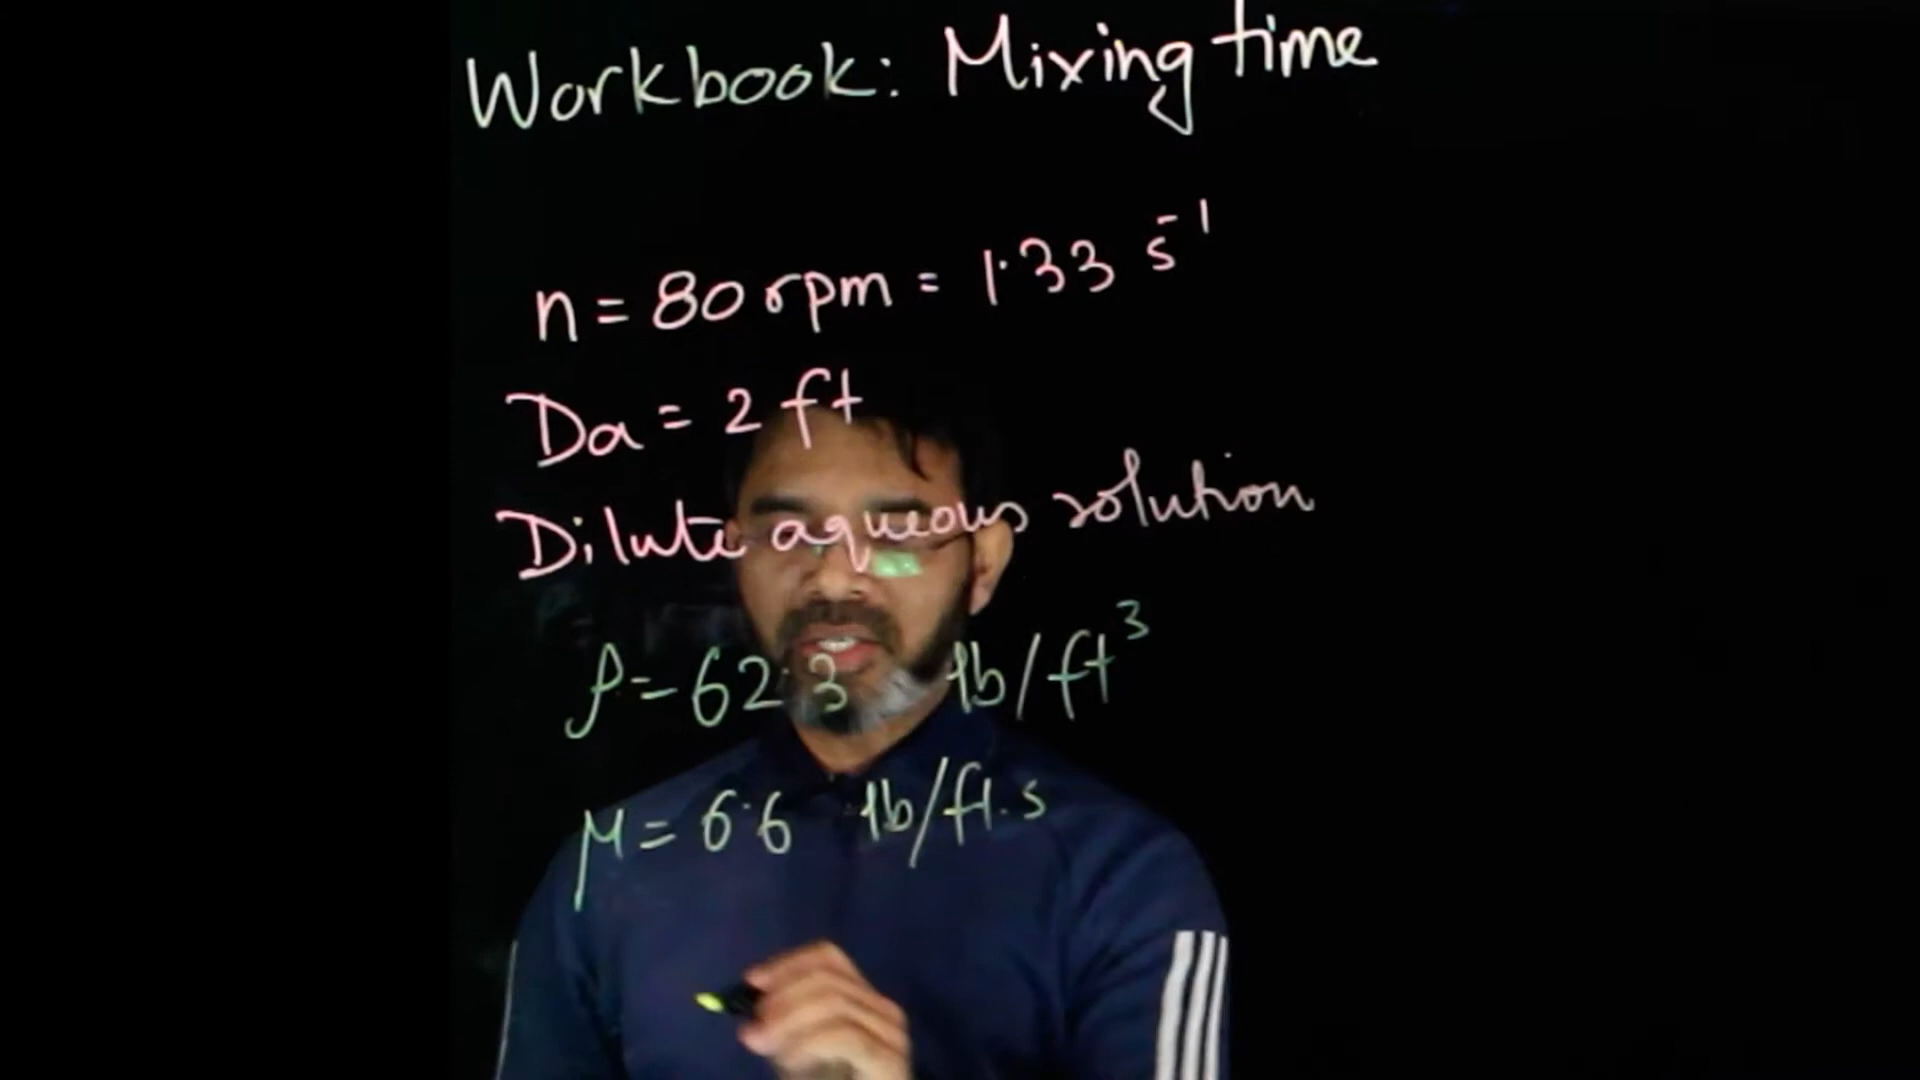 Workbook: Mixing time
n = 80 rpm = 1.33 s⁻¹
Da = 2 ft
Dilute aqueous solution
ρ = 62.3 lb/ft³
μ = 6.6 lb/ft.s